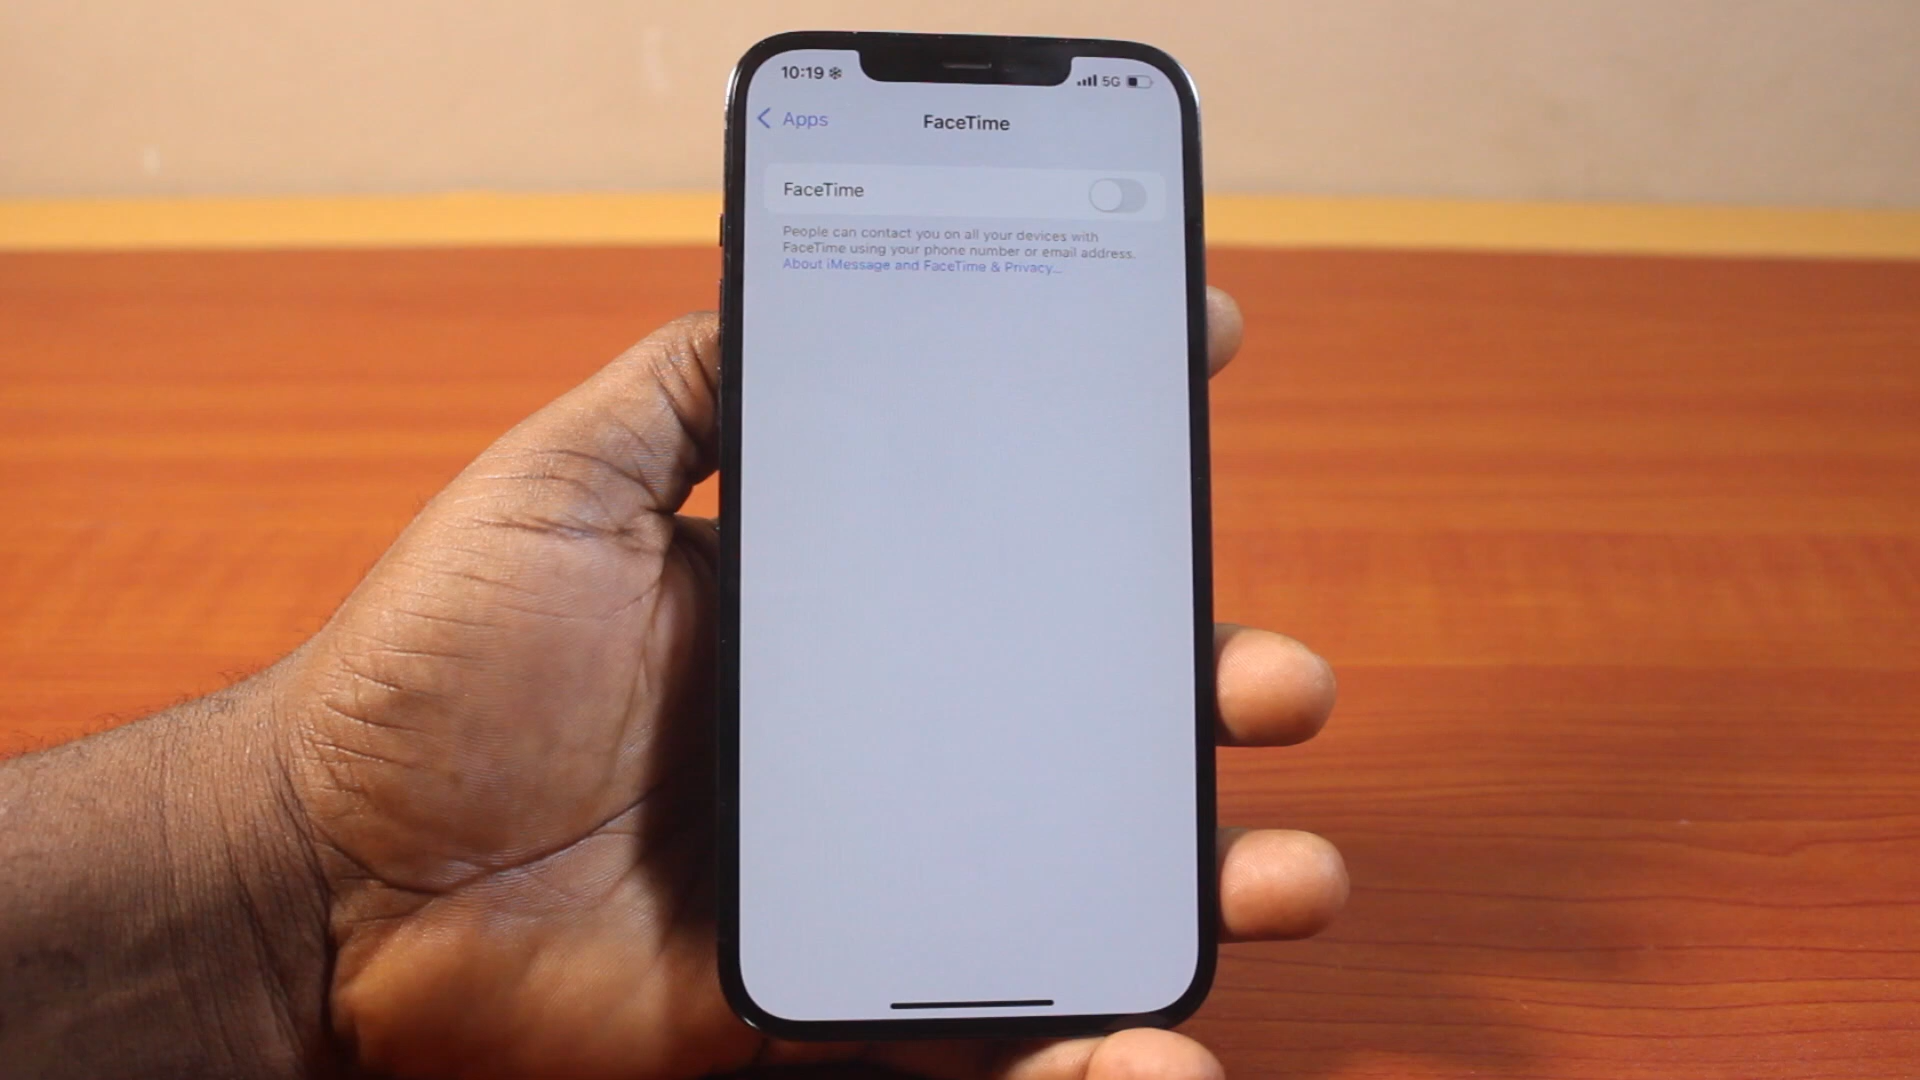 10:19 5G
Apps FaceTime
FaceTime
People can contact you on all your devices with
FaceTime using your phone number or email address.
About iMessage and FaceTime & Privacy...